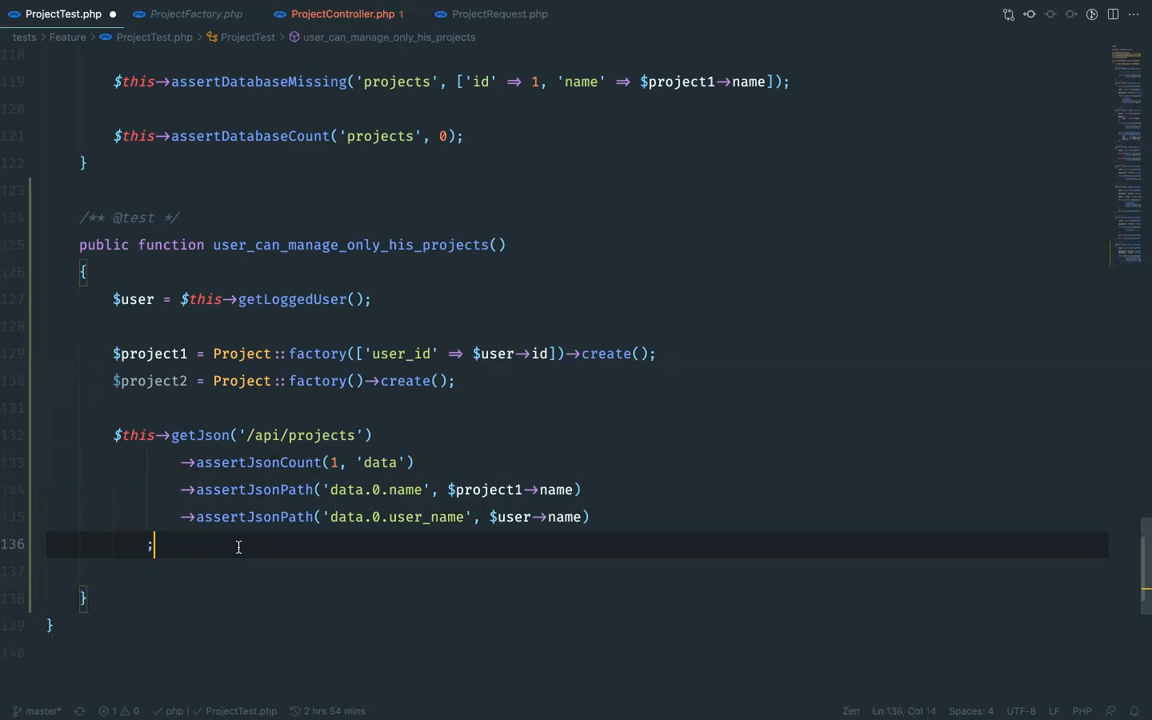 ProjectTest.php ProjectFactory.php ProjectController.php 1 ProjectRequest.php
tests > Feature > ProjectTest.php > ProjectTest > user_can_manage_only_his_projects
118
119 $this->assertDatabaseMissing('projects', ['id' => 1, 'name' => $project1->name]);
120
121 $this->assertDatabaseCount('projects', 0);
122 }
123
124 /** @test */
125 public function user_can_manage_only_his_projects()
126 {
127 $user = $this->getLoggedUser();
128
129 $project1 = Project::factory(['user_id' => $user->id])->create();
130 $project2 = Project::factory()->create();
131
132 $this->getJson('/api/projects')
133 ->assertJsonCount(1, 'data')
134 ->assertJsonPath('data.0.name', $project1->name)
135 ->assertJsonPath('data.0.user_name', $user->name)
136 ;
137
138 }
139 }
140
master* 1 0 php ProjectTest.php 2 hrs 54 mins Zen Ln 136, Col 14 Spaces: 4 UTF-8 LF PHP